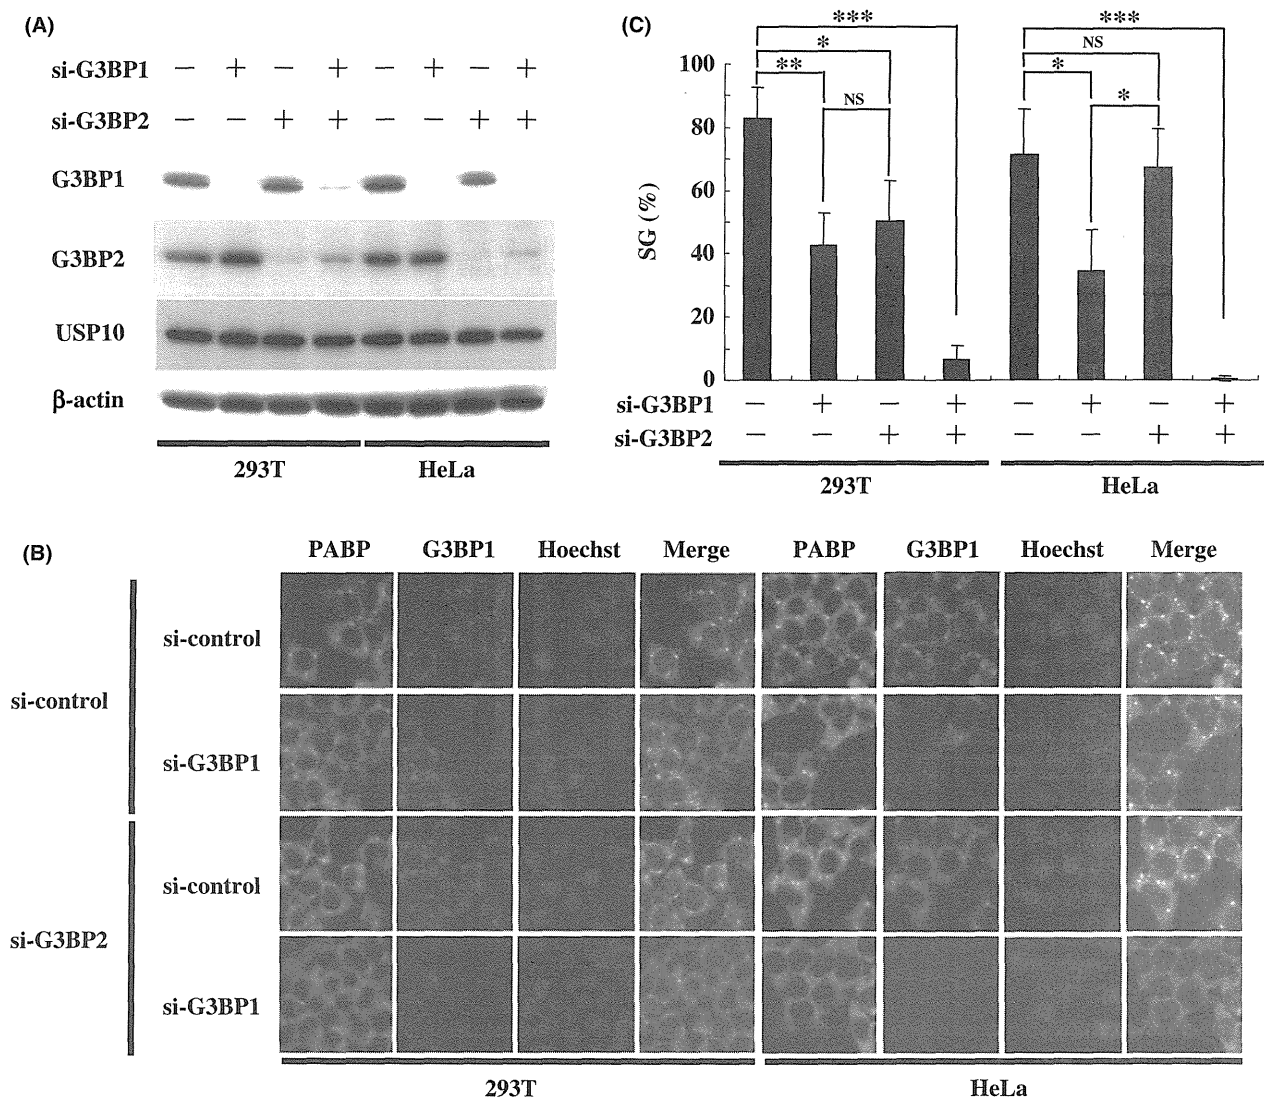 (A)
si-G3BP1 − + − + − + − +
si-G3BP2 − − + + − − + +
G3BP1
G3BP2
USP10
β-actin
293T HeLa
(C)
***
*
**
NS
***
NS
*
*
SG (%)
100
80
60
40
20
0
si-G3BP1 − + − + − + − +
si-G3BP2 − − + + − − + +
293T HeLa
(B)
PABP G3BP1 Hoechst Merge PABP G3BP1 Hoechst Merge
si-control
si-control
si-G3BP1
si-G3BP2
si-control
si-G3BP1
293T HeLa